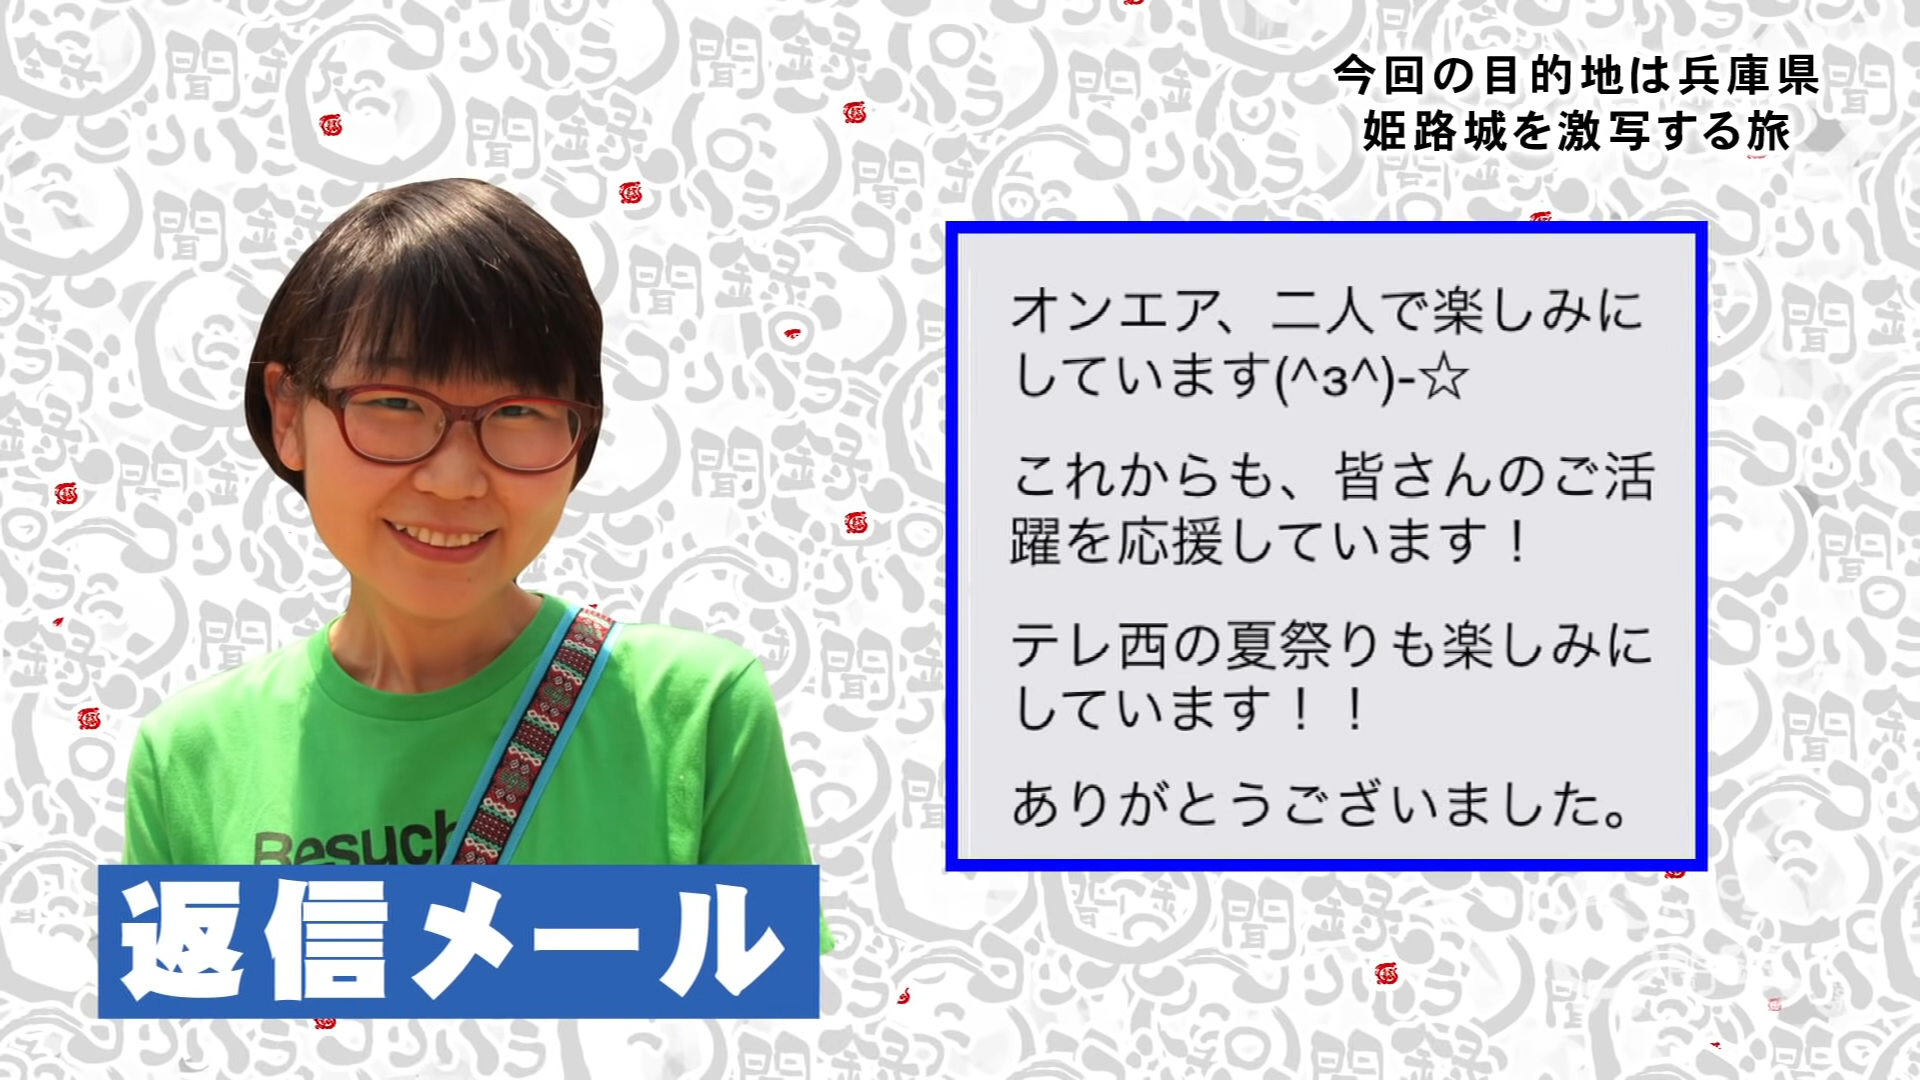 今回の目的地は兵庫県
姫路城を激写する旅
オンエア、二人で楽しみに
しています(^з^)-☆
これからも、皆さんのご活
躍を応援しています！
テレ西の夏祭りも楽しみに
しています！！
ありがとうございました。
Besuch
返信メール